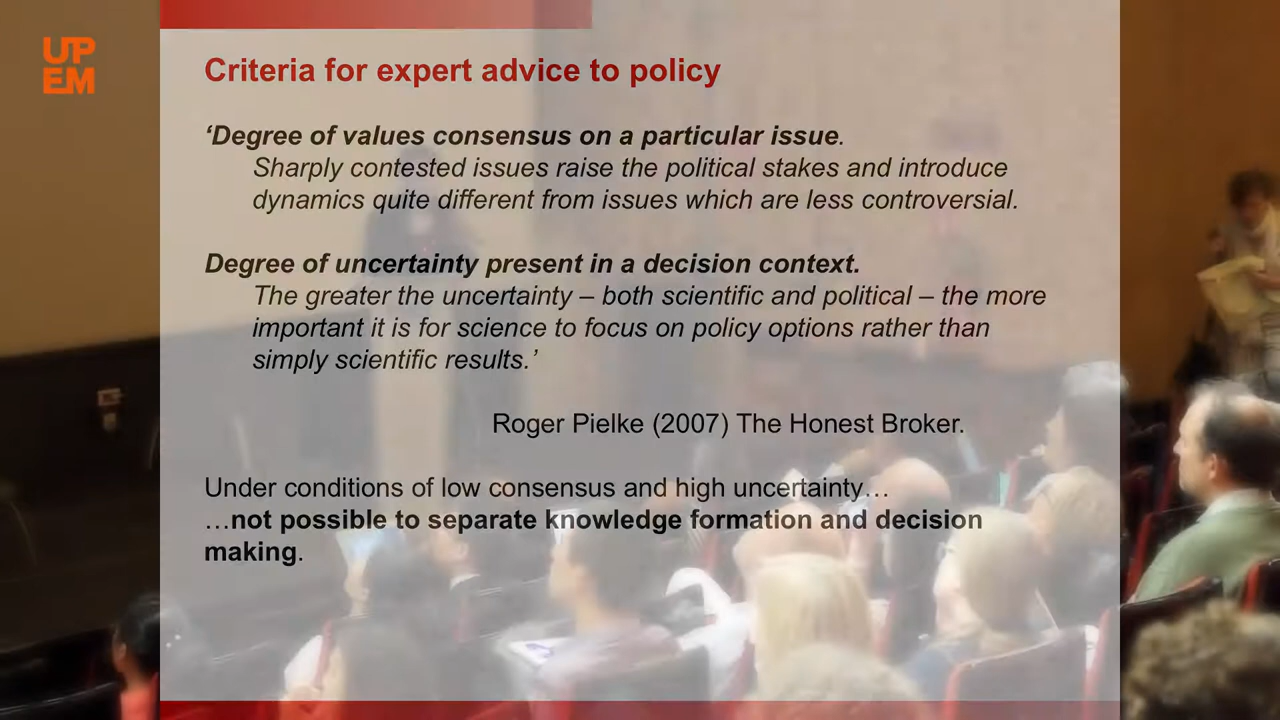 UP
EM
Criteria for expert advice to policy
‘Degree of values consensus on a particular issue.
Sharply contested issues raise the political stakes and introduce
dynamics quite different from issues which are less controversial.
Degree of uncertainty present in a decision context.
The greater the uncertainty – both scientific and political – the more
important it is for science to focus on policy options rather than
simply scientific results.’
Roger Pielke (2007) The Honest Broker.
Under conditions of low consensus and high uncertainty…
…not possible to separate knowledge formation and decision
making.